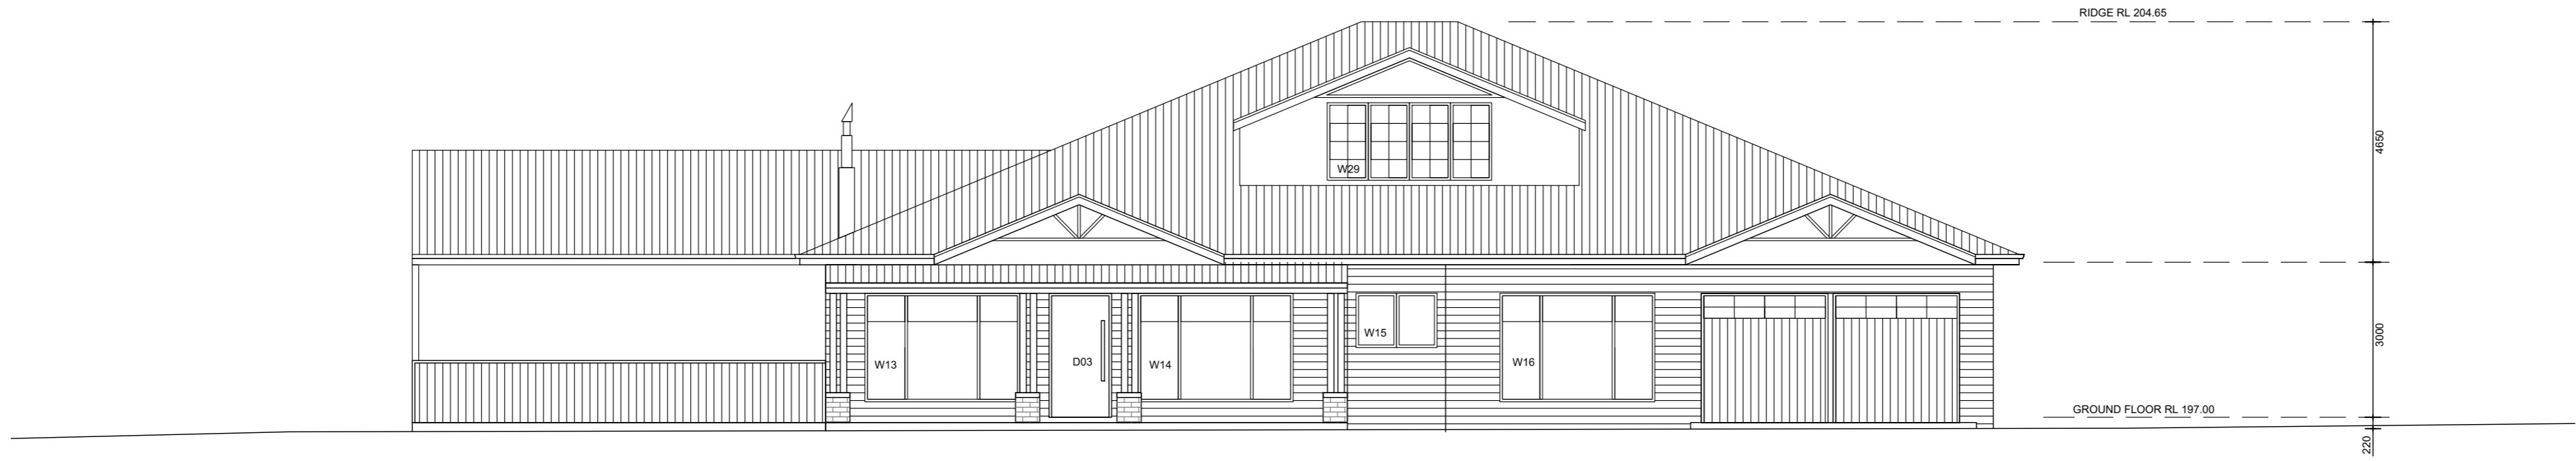 RIDGE RL 204.65
4650
W29
W15
3000
W13
D03
W14
W16
GROUND FLOOR RL 197.00
220